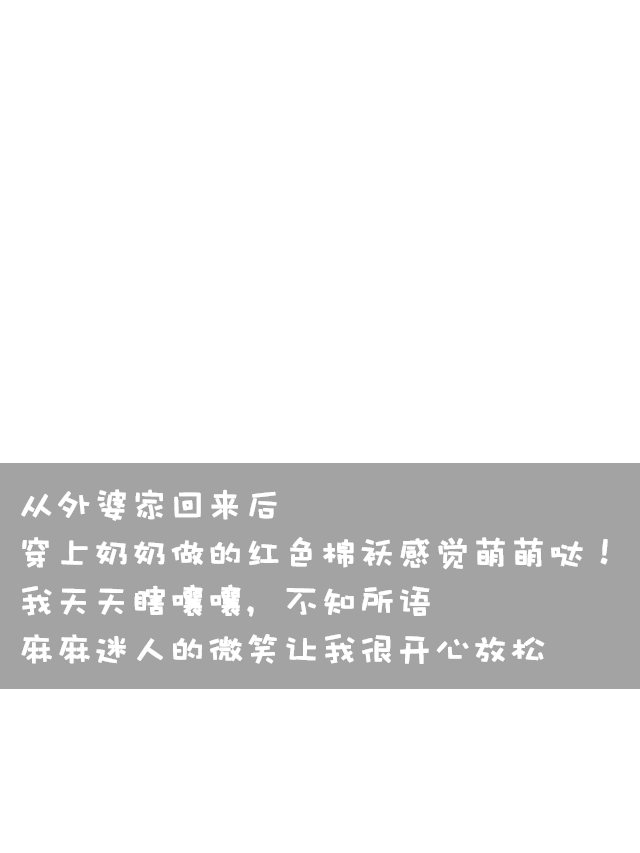 从外婆家回来后
穿上奶奶做的红色棉袄感觉萌萌哒！
我天天瞎嚷嚷，不知所语
麻麻迷人的微笑让我很开心放松